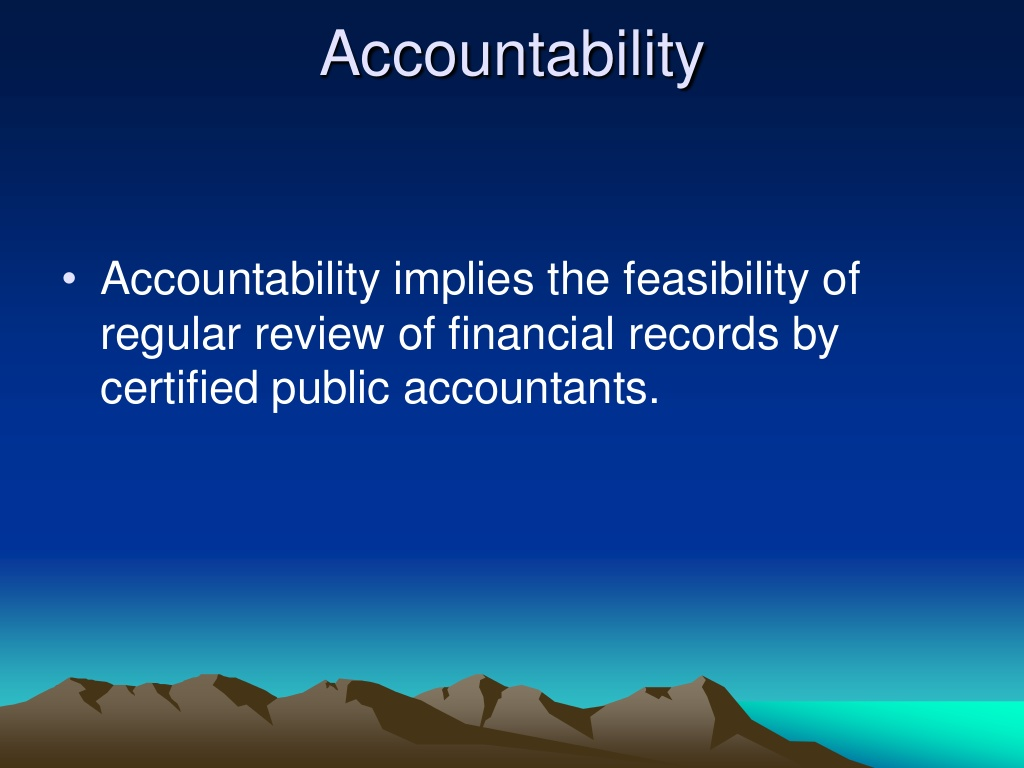 Accountability
• Accountability implies the feasibility of
regular review of financial records by
certified public accountants.